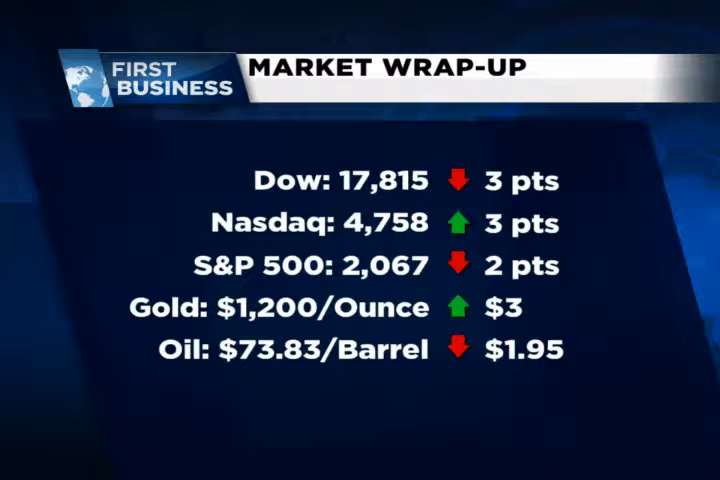 FIRST
BUSINESS
MARKET WRAP-UP
Dow: 17,815 3 pts
Nasdaq: 4,758 3 pts
S&P 500: 2,067 2 pts
Gold: $1,200/Ounce $3
Oil: $73.83/Barrel $1.95